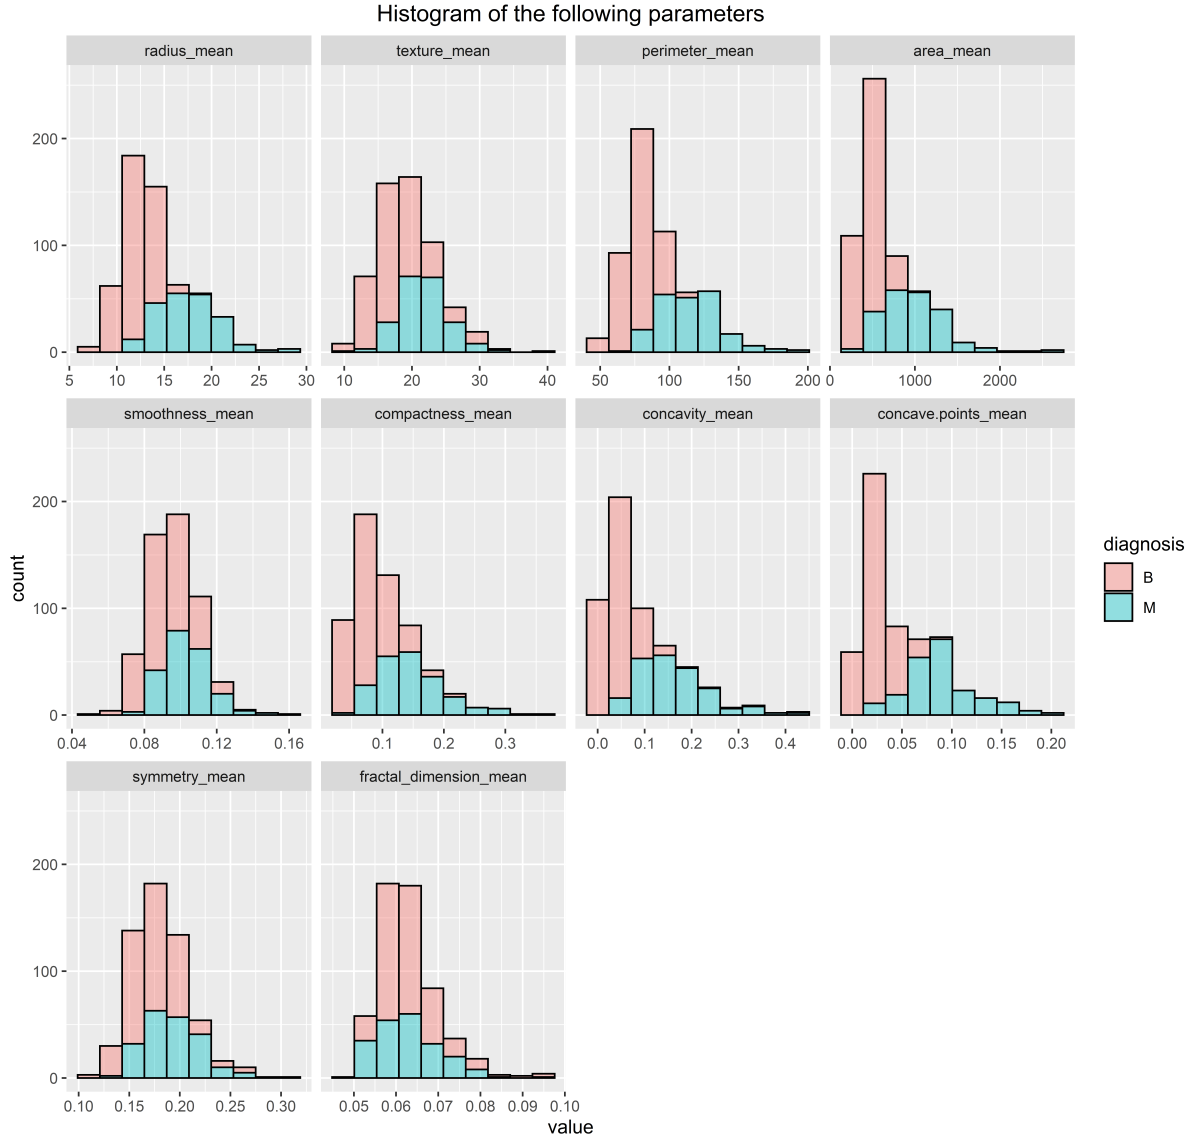 Histogram of the following parameters
radius_mean texture_mean perimeter_mean area_mean
200
100
0
5 10 15 20 25 30 10 20 30 40 50 100 150 200 0 1000 2000
smoothness_mean compactness_mean concavity_mean concave.points_mean
200
100
0
0.04 0.08 0.12 0.16 0.1 0.2 0.3 0.0 0.1 0.2 0.3 0.4 0.00 0.05 0.10 0.15 0.20
symmetry_mean fractal_dimension_mean
200
100
0
0.10 0.15 0.20 0.25 0.30 0.05 0.06 0.07 0.08 0.09 0.10
value
count
diagnosis
B
M